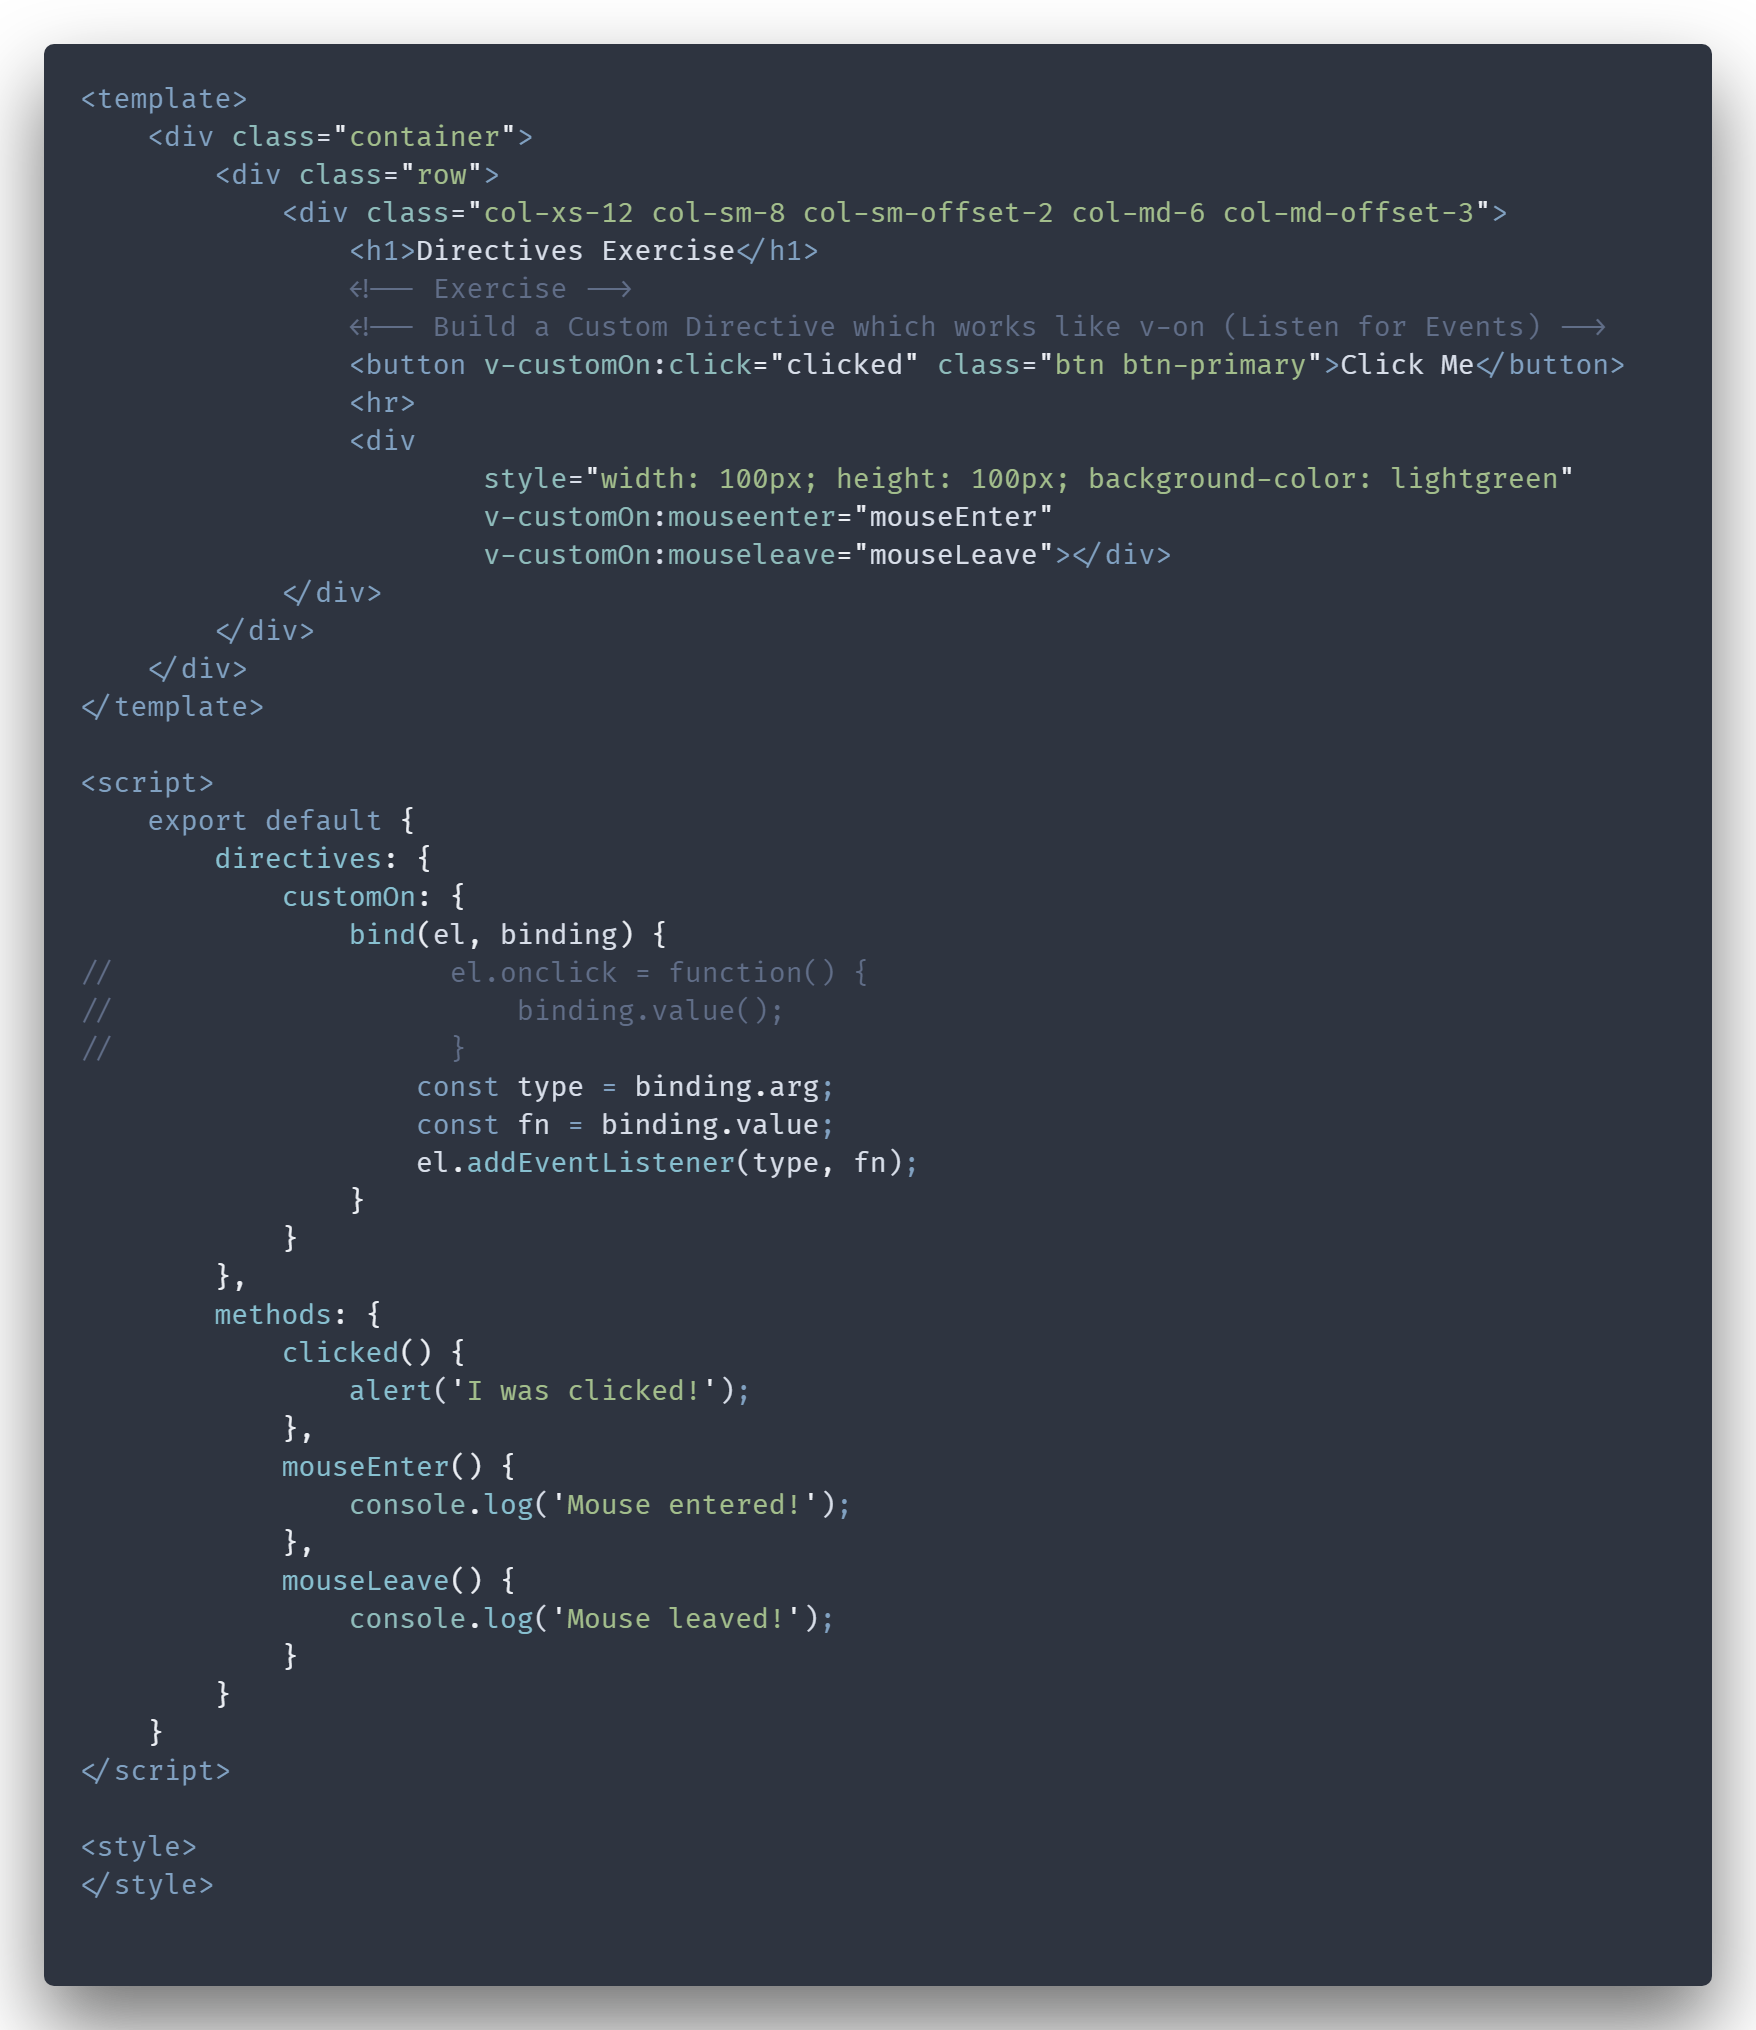 <template>
    <div class="container">
        <div class="row">
            <div class="col-xs-12 col-sm-8 col-sm-offset-2 col-md-6 col-md-offset-3">
                <h1>Directives Exercise</h1>
                <!-- Exercise -->
                <!-- Build a Custom Directive which works like v-on (Listen for Events) -->
                <button v-customOn:click="clicked" class="btn btn-primary">Click Me</button>
                <hr>
                <div
                        style="width: 100px; height: 100px; background-color: lightgreen"
                        v-customOn:mouseenter="mouseEnter"
                        v-customOn:mouseleave="mouseLeave"></div>
            </div>
        </div>
    </div>
</template>

<script>
    export default {
        directives: {
            customOn: {
                bind(el, binding) {
//                    el.onclick = function() {
//                        binding.value();
//                    }
                    const type = binding.arg;
                    const fn = binding.value;
                    el.addEventListener(type, fn);
                }
            }
        },
        methods: {
            clicked() {
                alert('I was clicked!');
            },
            mouseEnter() {
                console.log('Mouse entered!');
            },
            mouseLeave() {
                console.log('Mouse leaved!');
            }
        }
    }
</script>

<style>
</style>